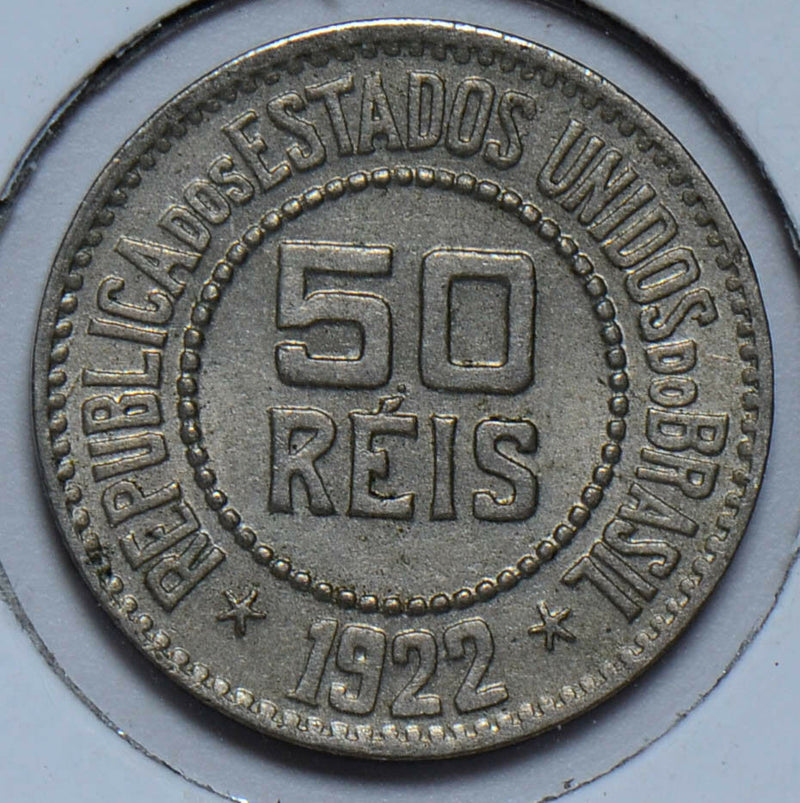 REPUBLICA DOS ESTADOS UNIDOS DO BRASIL
50
RÉIS
* 1922 *